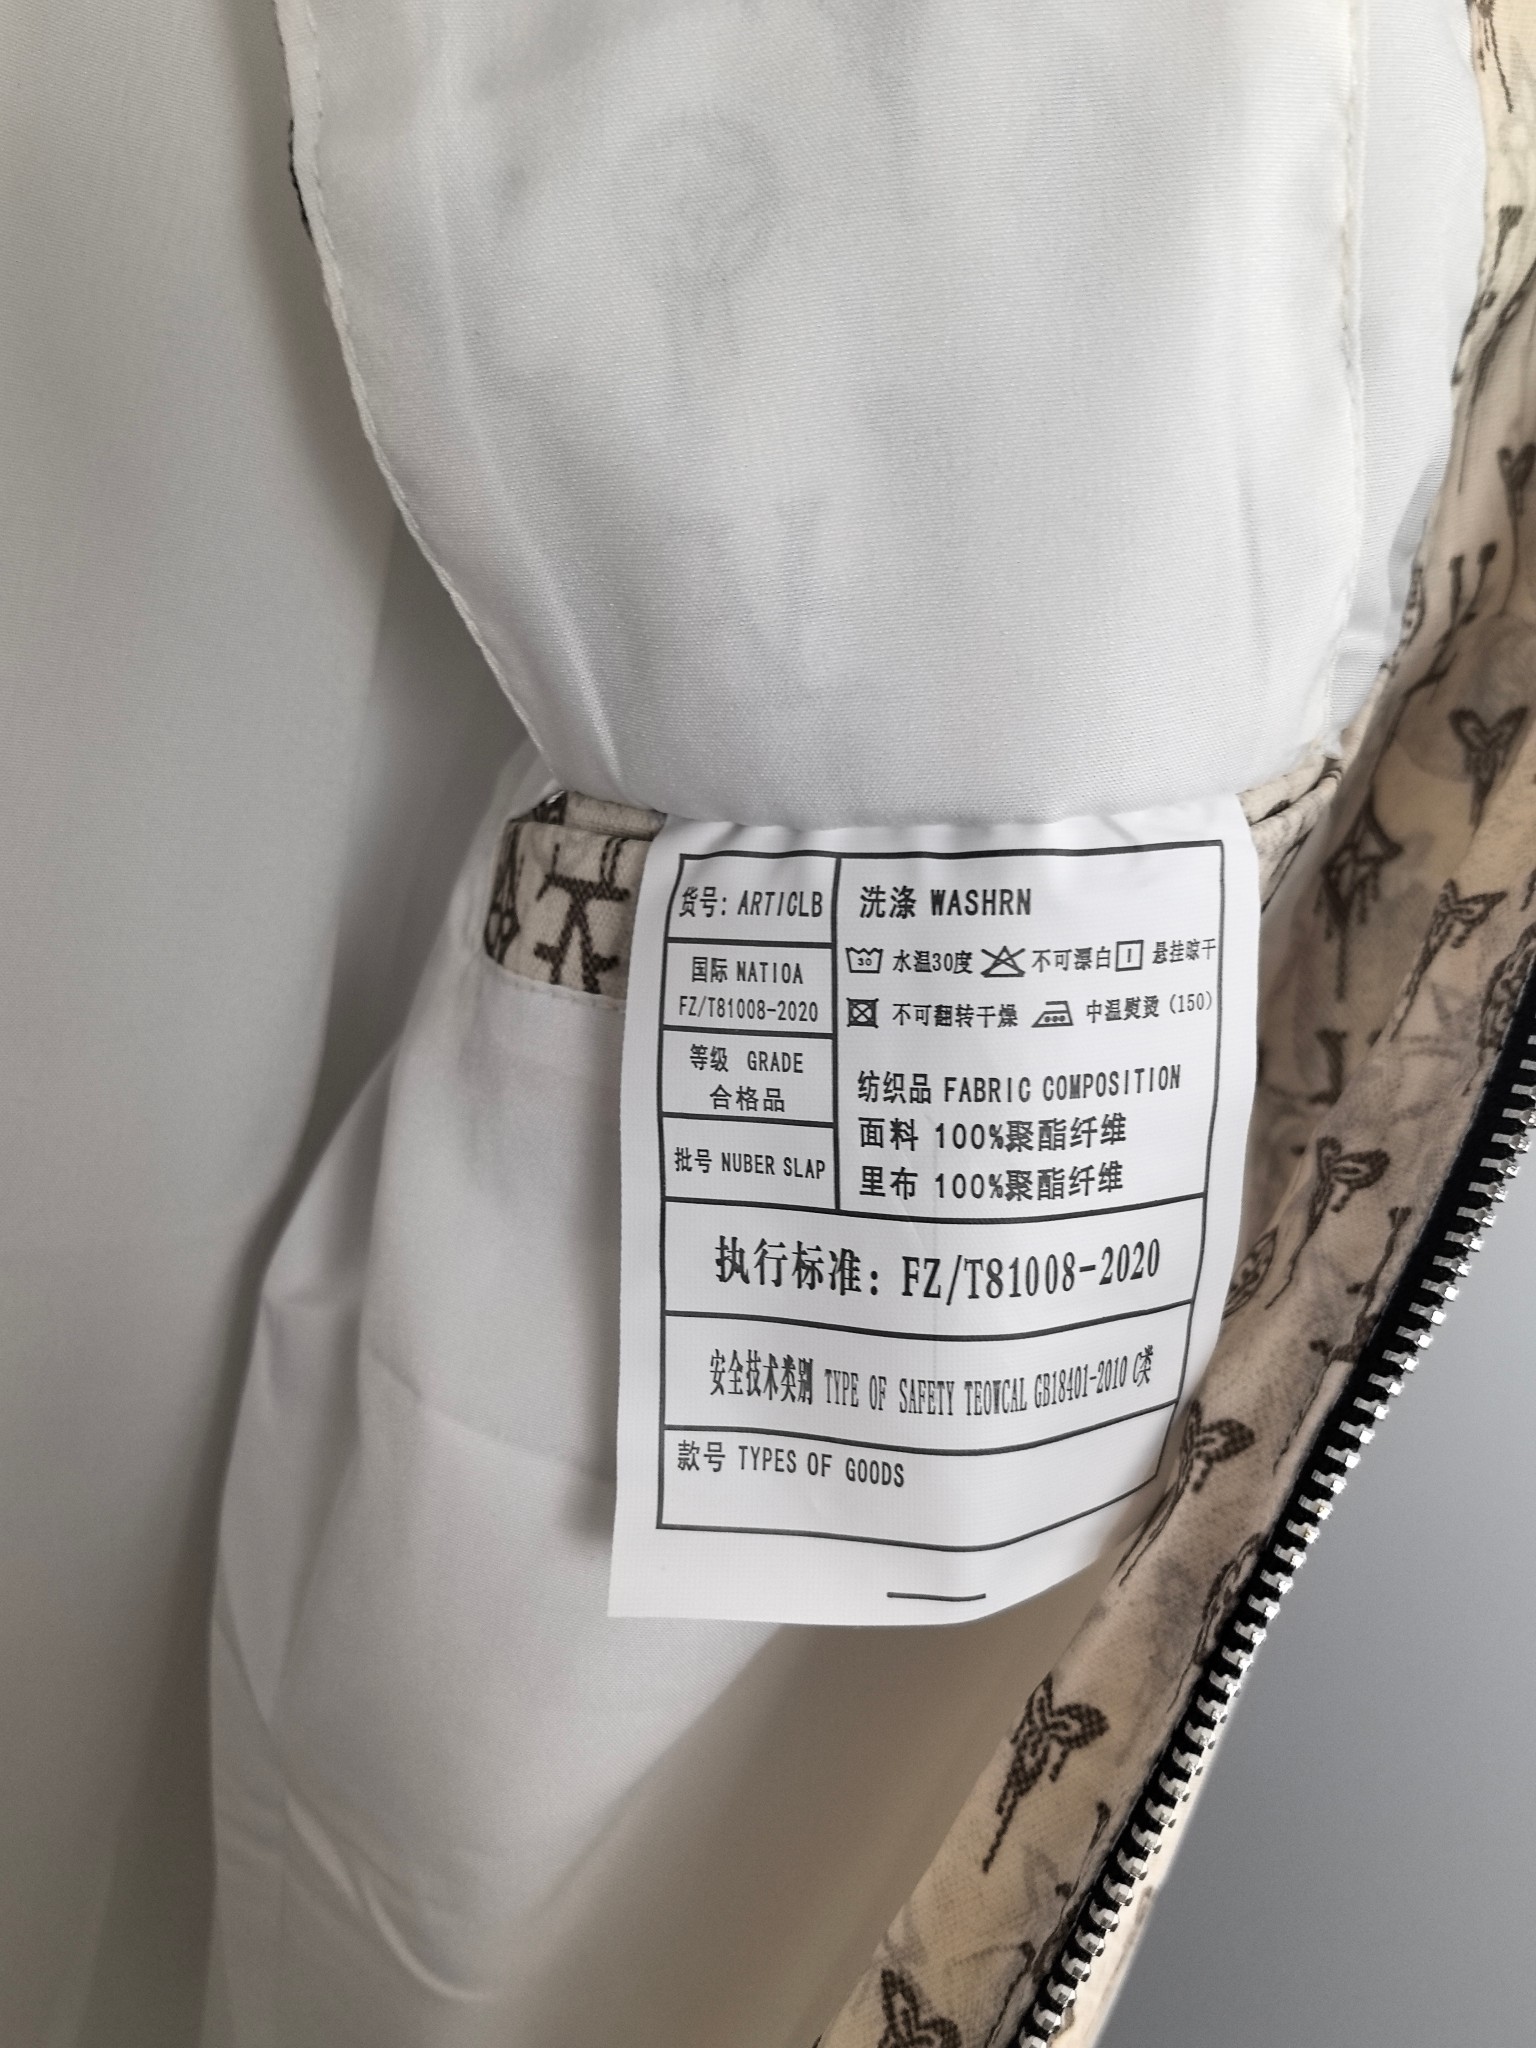 货号: ARTICLB
国际 NATIOA
FZ/T81008-2020
等级 GRADE
合格品
批号 NUBER SLAP
洗涤 WASHRN
30 水温30度 不可漂白 悬挂晾干
不可翻转干燥 中温熨烫 (150)
纺织品 FABRIC COMPOSITION
面料 100%聚酯纤维
里布 100%聚酯纤维
执行标准: FZ/T81008-2020
安全技术类别 TYPE OF SAFETY TEOWCAL GB18401-2010 C类
款号 TYPES OF GOODS